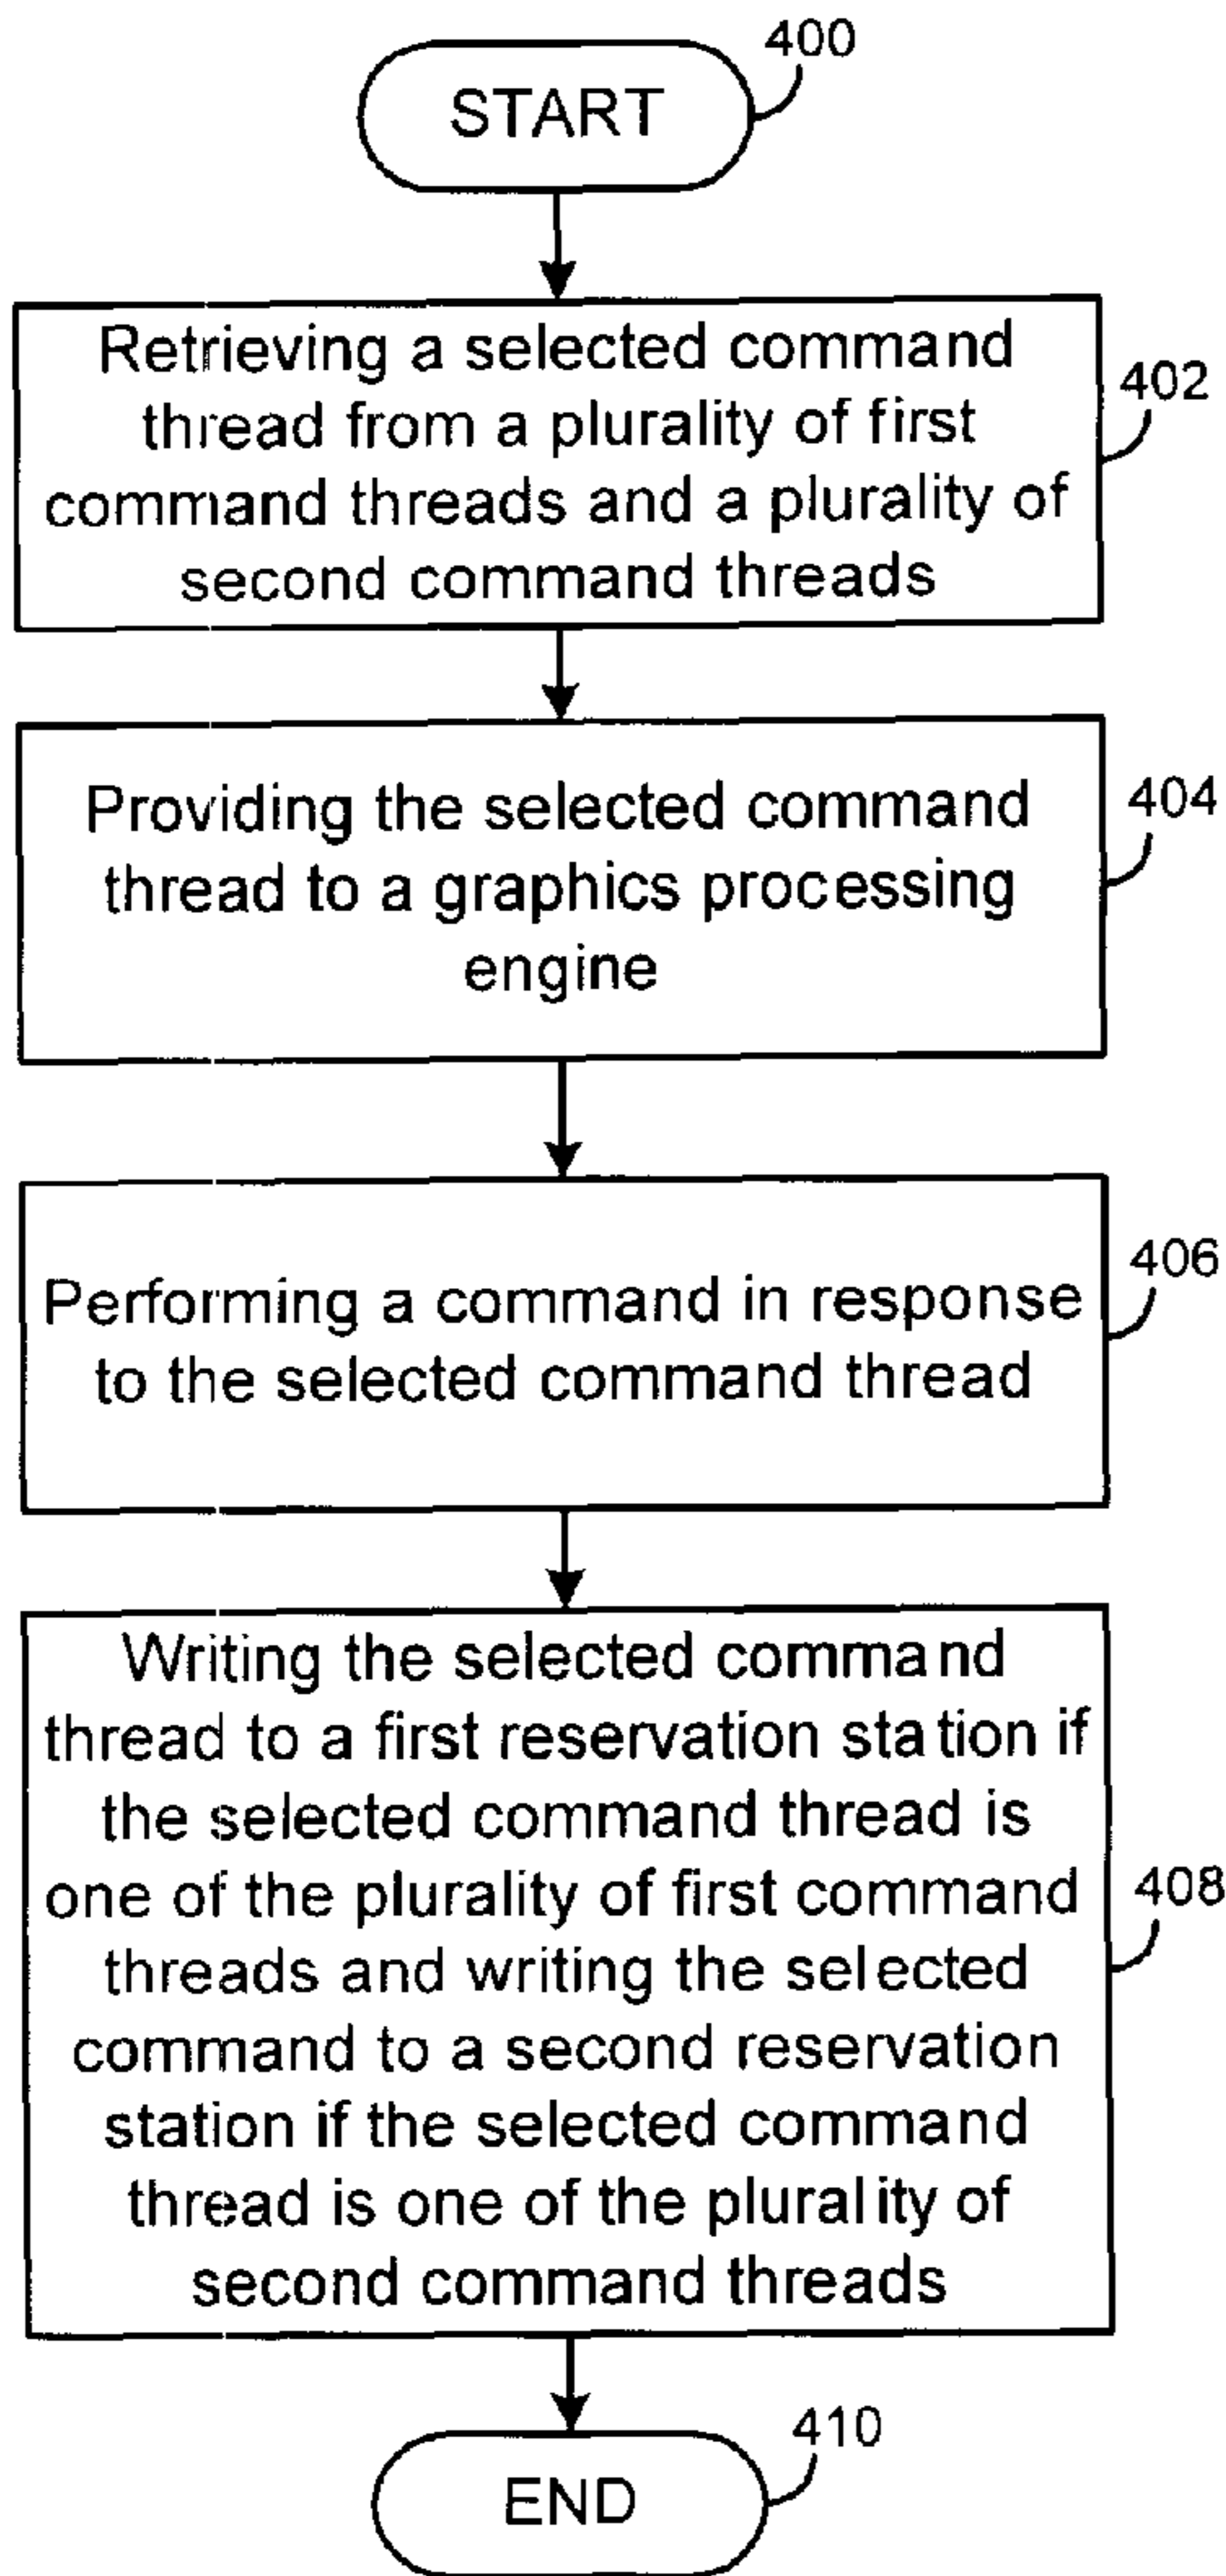 400
START
Retrieving a selected command
thread from a plurality of first
command threads and a plurality of
second command threads
402
Providing the selected command
thread to a graphics processing
engine
404
Performing a command in response
to the selected command thread
406
Writing the selected command
thread to a first reservation station if
the selected command thread is
one of the plurality of first command
threads and writing the selected
command to a second reservation
station if the selected command
thread is one of the plurality of
second command threads
408
410
END